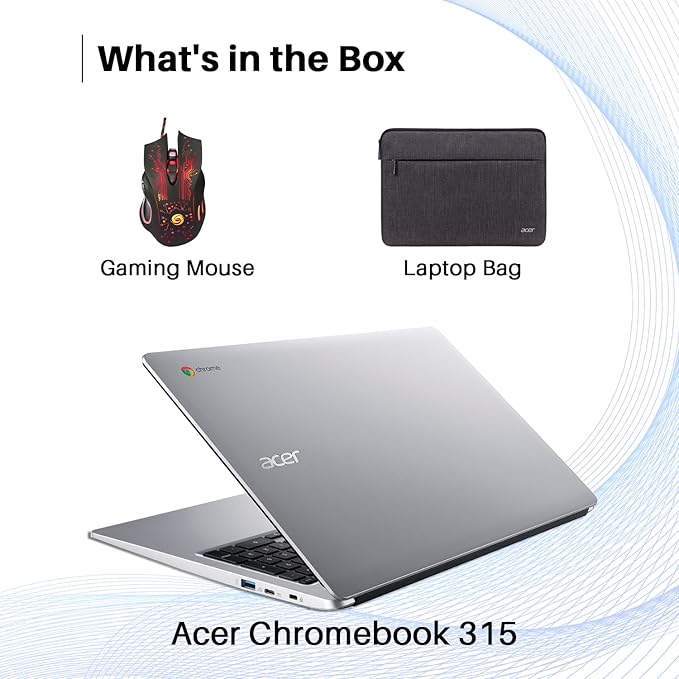 What's in the Box
Gaming Mouse
acer
Laptop Bag
chrome
acer
Acer Chromebook 315